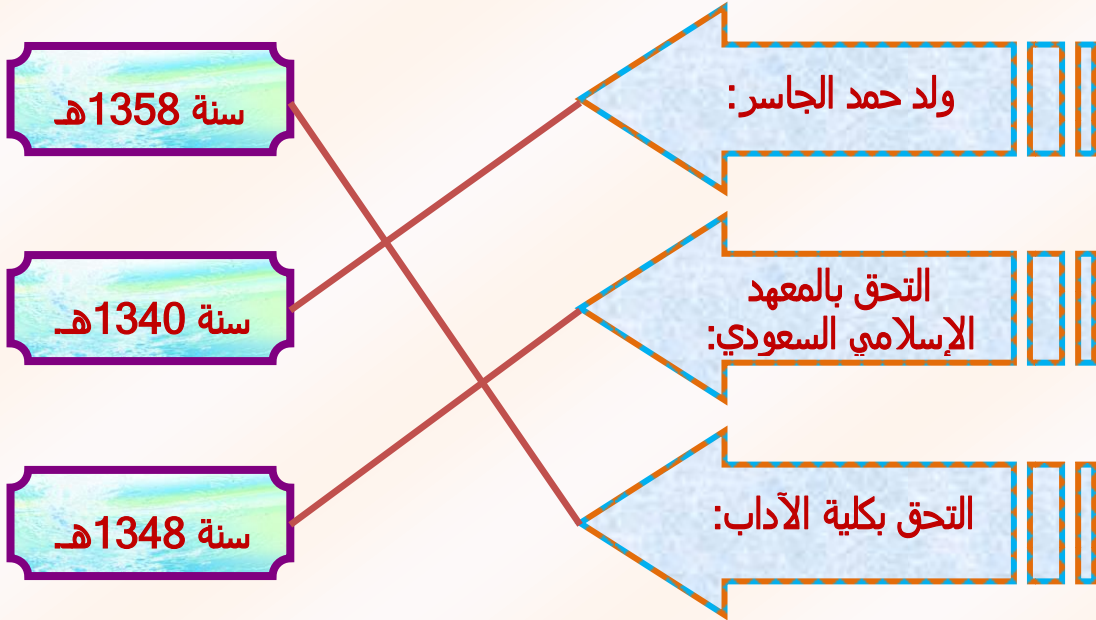 ولد حمد الجاسر:
سنة 1358هـ
التحق بالمعهد
الإسلامي السعودي:
سنة 1340هـ
التحق بكلية الآداب:
سنة 1348هـ